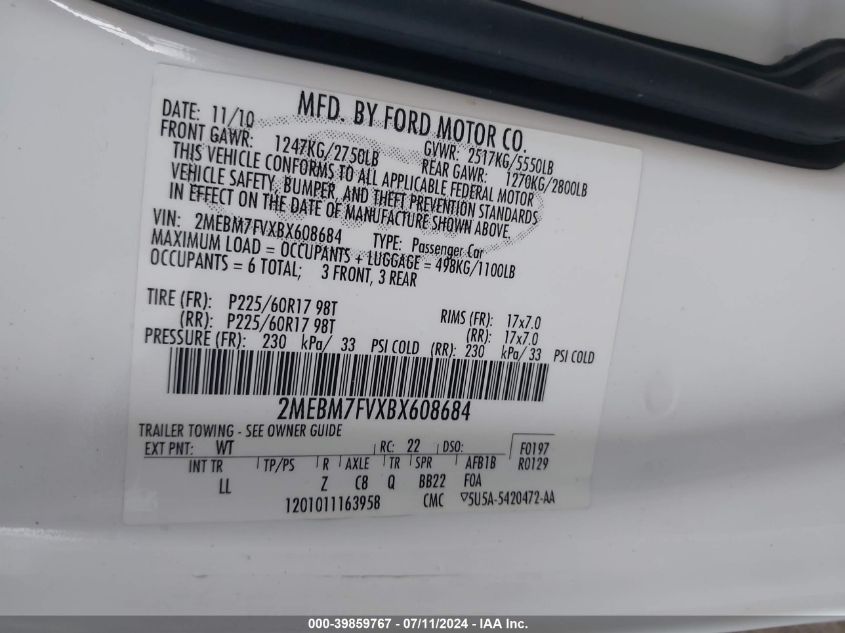 MFD. BY FORD MOTOR CO.
DATE: 11/10 GVWR: 2517KG/5550LB
FRONT GAWR: 1247KG/2750LB REAR GAWR: 1270KG/2800LB
THIS VEHICLE CONFORMS TO ALL APPLICABLE FEDERAL MOTOR
VEHICLE SAFETY, BUMPER, AND THEFT PREVENTION STANDARDS
IN EFFECT ON THE DATE OF MANUFACTURE SHOWN ABOVE.
VIN: 2MEBM7FVXBX608684 TYPE: Passenger Car
MAXIMUM LOAD = OCCUPANTS + LUGGAGE = 498KG/1100LB
OCCUPANTS = 6 TOTAL; 3 FRONT, 3 REAR
TIRE (FR): P225/60R17 98T RIMS (FR): 17x7.0
(RR): P225/60R17 98T (RR): 17x7.0
PRESSURE (FR): 230 kPa/ 33 PSI COLD (RR): 230 kPa/ 33 PSI COLD
2MEBM7FVXBX608684
TRAILER TOWING - SEE OWNER GUIDE
EXT PNT: WT RC: 22 DSO: F0197
INT TR TP/PS R AXLE TR SPR AFB1B R0129
LL Z C8 Q BB22 F0A
1201011163958 CMC ▽5U5A-5420472-AA
000-39859767 - 07/11/2024 - IAA Inc.